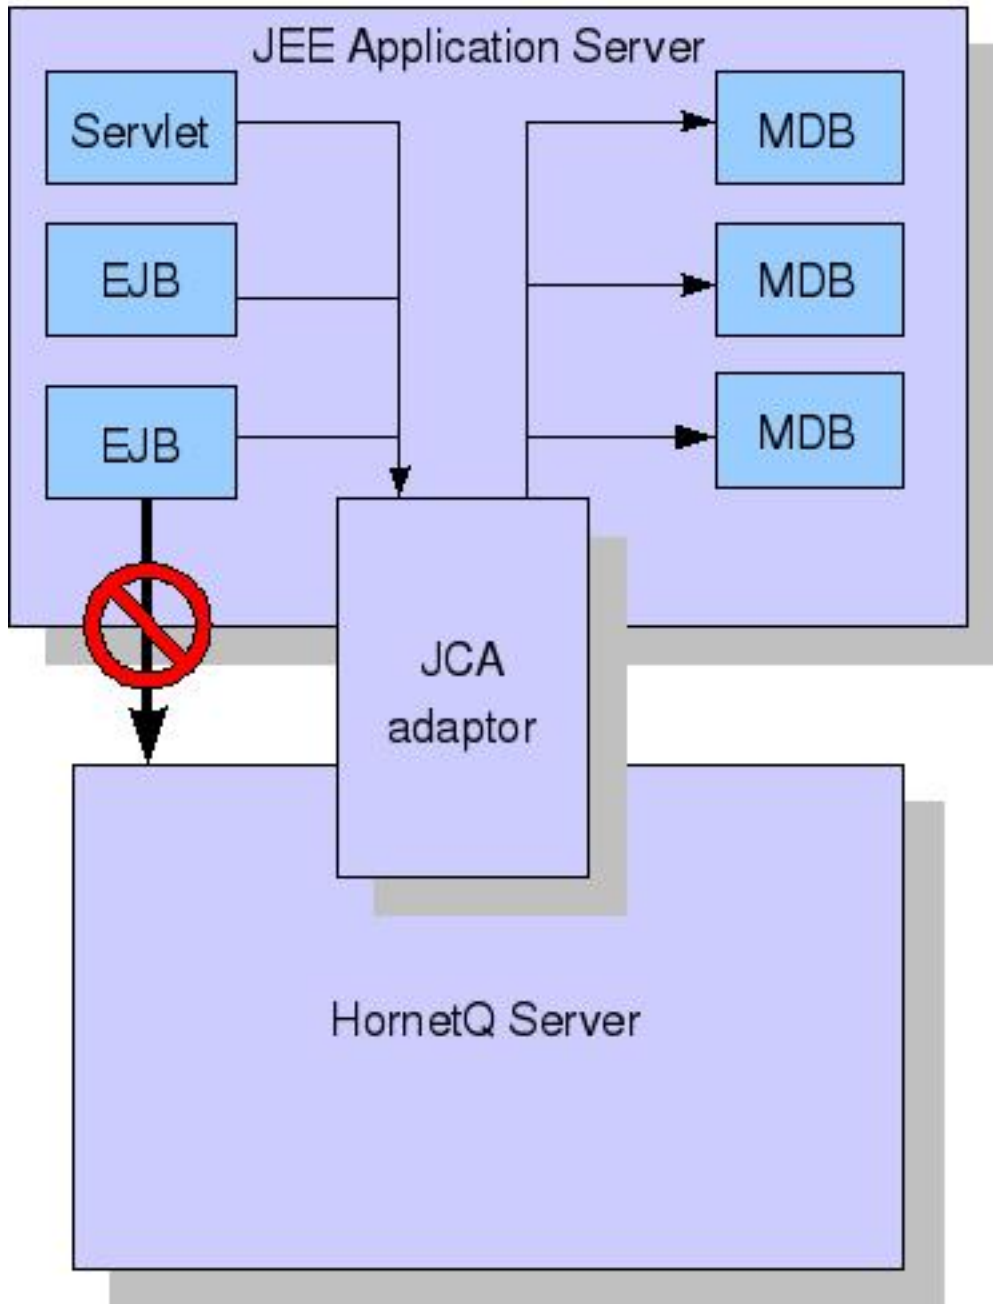 JEE Application Server
Servlet
MDB
EJB
MDB
EJB
MDB
JCA
adaptor
HornetQ Server